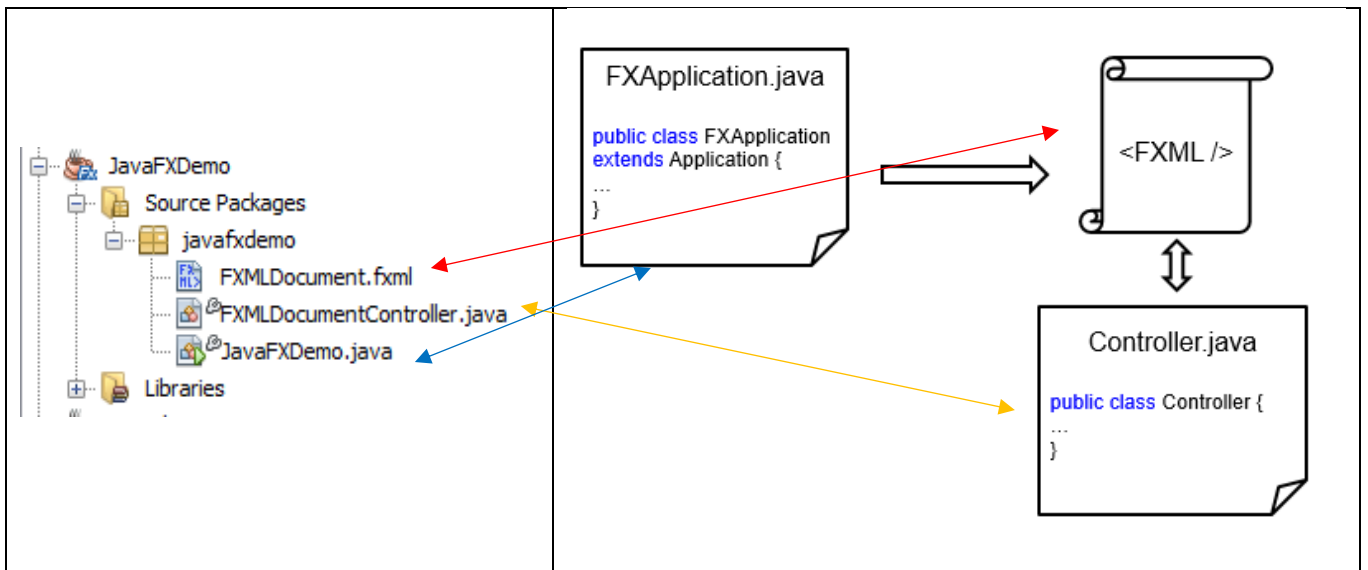 JavaFXDemo
Source Packages
javafxdemo
FXMLDocument.fxml
FXMLDocumentController.java
JavaFXDemo.java
Libraries
FXApplication.java
public class FXApplication
extends Application {
...
}
<FXML />
Controller.java
public class Controller {
...
}